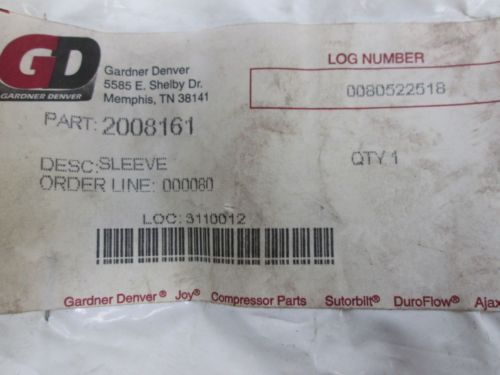 GD
GARDNER DENVER
Gardner Denver
5585 E. Shelby Dr.
Memphis, TN 38141
LOG NUMBER
0080522518
PART: 2008161
DESC: SLEEVE
QTY 1
ORDER LINE: 000080
LOC: 3110012
Gardner Denver® Joy® Compressor Parts Sutorbilt® DuroFlow® Ajax